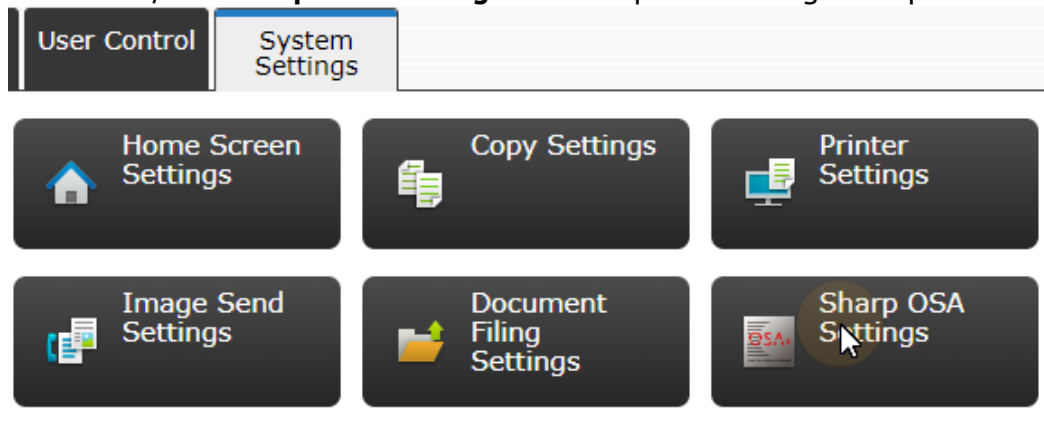 User Control
System
Settings
Home Screen
Settings
Copy Settings
Printer
Settings
Image Send
Settings
Document
Filing
Settings
OSA
Sharp OSA
Settings